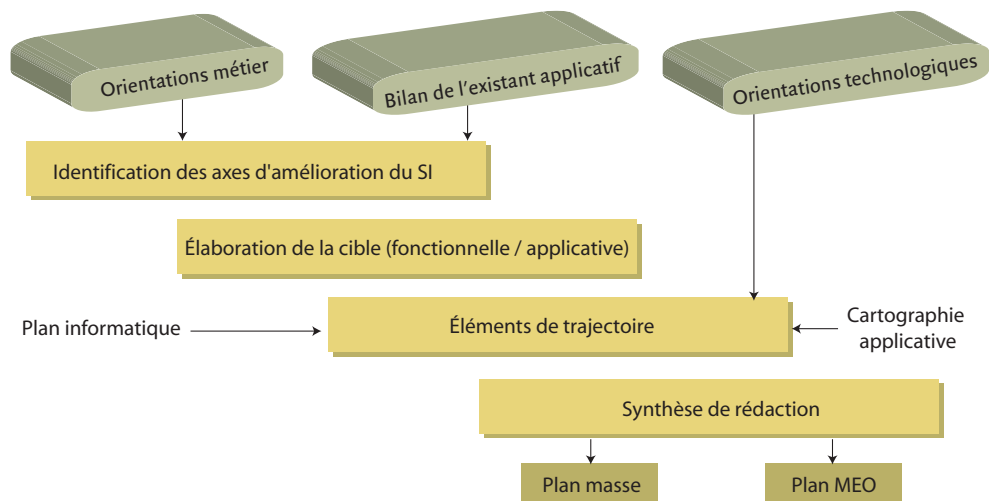 Orientations métier
Bilan de l'existant applicatif
Orientations technologiques
Identification des axes d'amélioration du SI
Élaboration de la cible (fonctionnelle / applicative)
Plan informatique
Éléments de trajectoire
Cartographie
applicative
Synthèse de rédaction
Plan masse
Plan MEO